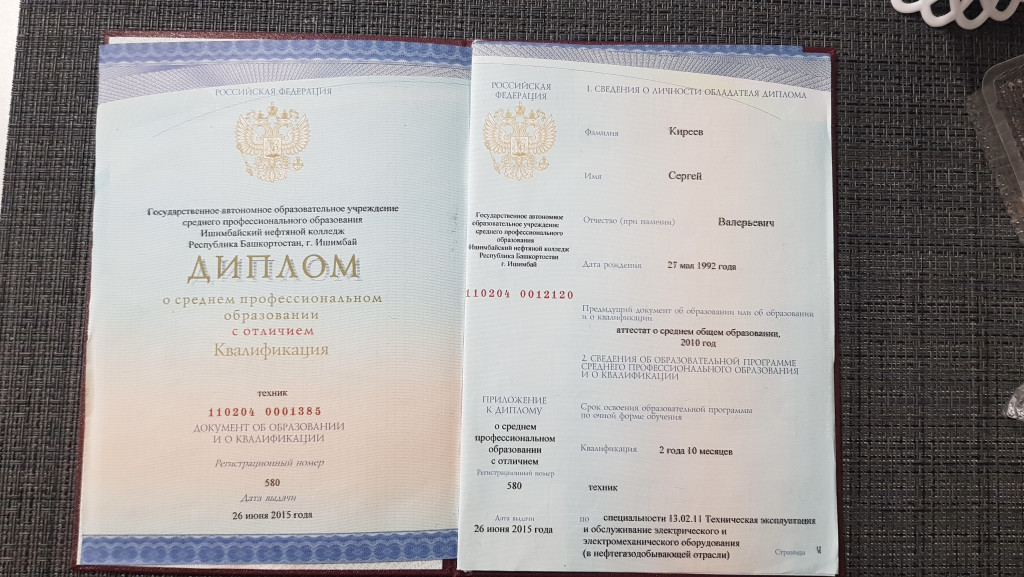 РОССИЙСКАЯ ФЕДЕРАЦИЯ
Государственное автономное образовательное учреждение
среднего профессионального образования
Ишимбайский нефтяной колледж
Республика Башкортостан, г. Ишимбай
ДИПЛОМ
о среднем профессиональном
образовании
с отличием
Квалификация
техник
110204 0001385
ДОКУМЕНТ ОБ ОБРАЗОВАНИИ
И О КВАЛИФИКАЦИИ
Регистрационный номер
580
Дата выдачи
26 июня 2015 года
РОССИЙСКАЯ
ФЕДЕРАЦИЯ
Государственное автономное
образовательное учреждение
среднего профессионального
образования
Ишимбайский нефтяной колледж
Республика Башкортостан
г. Ишимбай
110204 0012120
ПРИЛОЖЕНИЕ
К ДИПЛОМУ
о среднем
профессиональном
образовании
с отличием
Регистрационный номер
580
Дата выдачи
26 июня 2015 года
1. СВЕДЕНИЯ О ЛИЧНОСТИ ОБЛАДАТЕЛЯ ДИПЛОМА
Фамилия Киреев
Имя Сергей
Отчество (при наличии) Валерьевич
Дата рождения 27 мая 1992 года
Предыдущий документ об образовании или об образовании
и о квалификации
аттестат о среднем общем образовании,
2010 год
2. СВЕДЕНИЯ ОБ ОБРАЗОВАТЕЛЬНОЙ ПРОГРАММЕ
СРЕДНЕГО ПРОФЕССИОНАЛЬНОГО ОБРАЗОВАНИЯ
И О КВАЛИФИКАЦИИ
Срок освоения образовательной программы
по очной форме обучения
Квалификация 2 года 10 месяцев
техник
по специальности 13.02.11 Техническая эксплуатация
и обслуживание электрического и
электромеханического оборудования
(в нефтегазодобывающей отрасли)
Страница